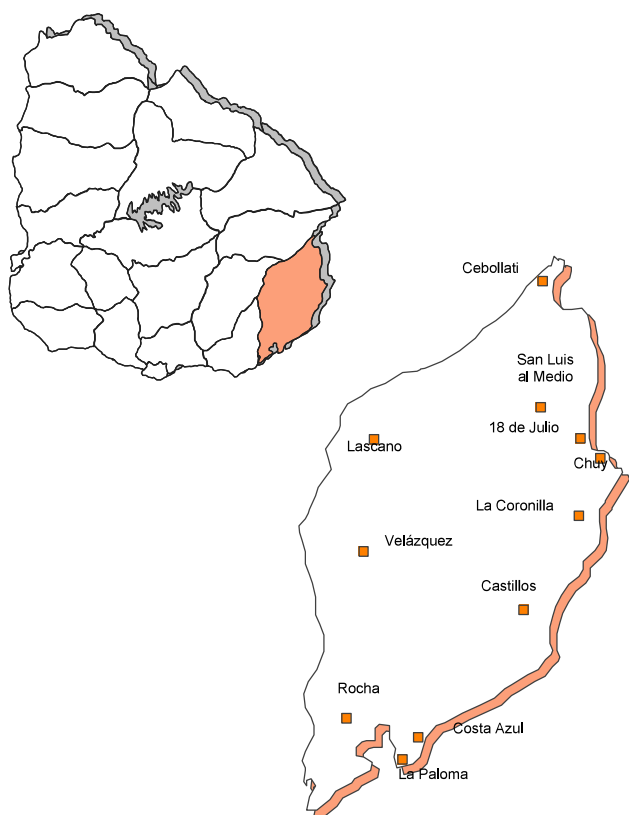 Cebollati
San Luis
al Medio
18 de Julio
Lascano
Chuy
La Coronilla
Velázquez
Castillos
Rocha
Costa Azul
La Paloma